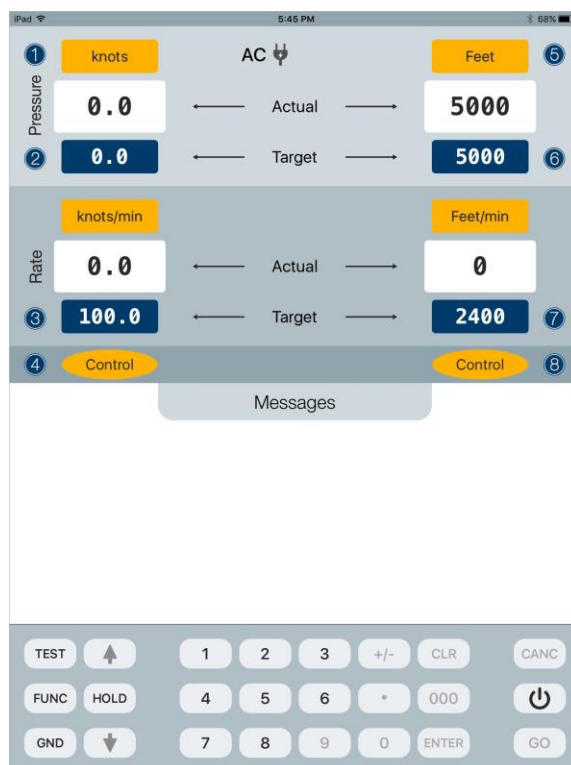 iPad 5:45 PM 68%
1 knots AC Feet 5
Pressure
0.0 Actual 5000
2 0.0 Target 5000 6
knots/min Feet/min
Rate
0.0 Actual 0
3 100.0 Target 2400 7
4 Control Control 8
Messages
TEST 1 2 3 +/- CLR CANC
FUNC HOLD 4 5 6 • 000
GND 7 8 9 0 ENTER GO